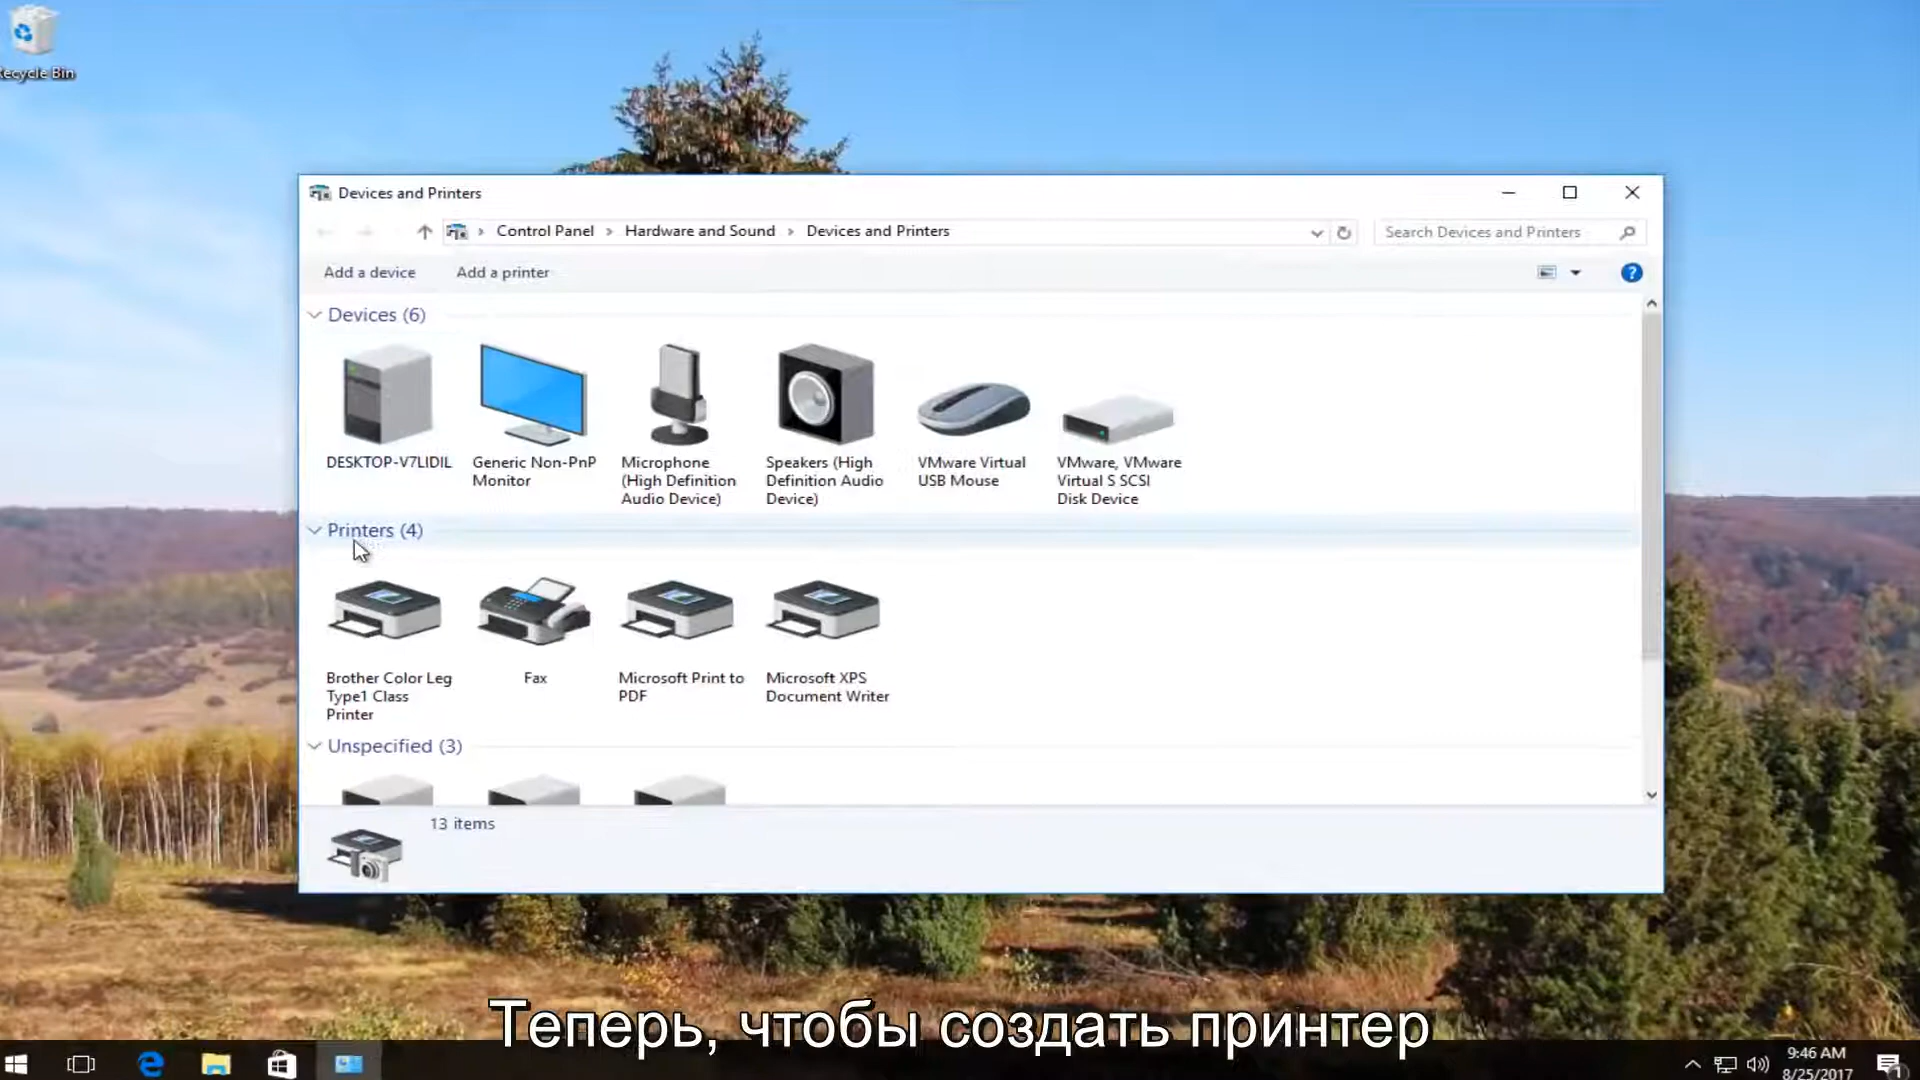 Recycle Bin
Devices and Printers
Control Panel > Hardware and Sound > Devices and Printers
Search Devices and Printers
Add a device
Add a printer
?
Devices (6)
DESKTOP-V7LIDIL
Generic Non-PnP
Monitor
Microphone
(High Definition
Audio Device)
Speakers (High
Definition Audio
Device)
VMware Virtual
USB Mouse
VMware, VMware
Virtual S SCSI
Disk Device
Printers (4)
Brother Color Leg
Type1 Class
Printer
Fax
Microsoft Print to
PDF
Microsoft XPS
Document Writer
Unspecified (3)
13 items
Теперь, чтобы создать принтер
9:46 AM
8/25/2017
1